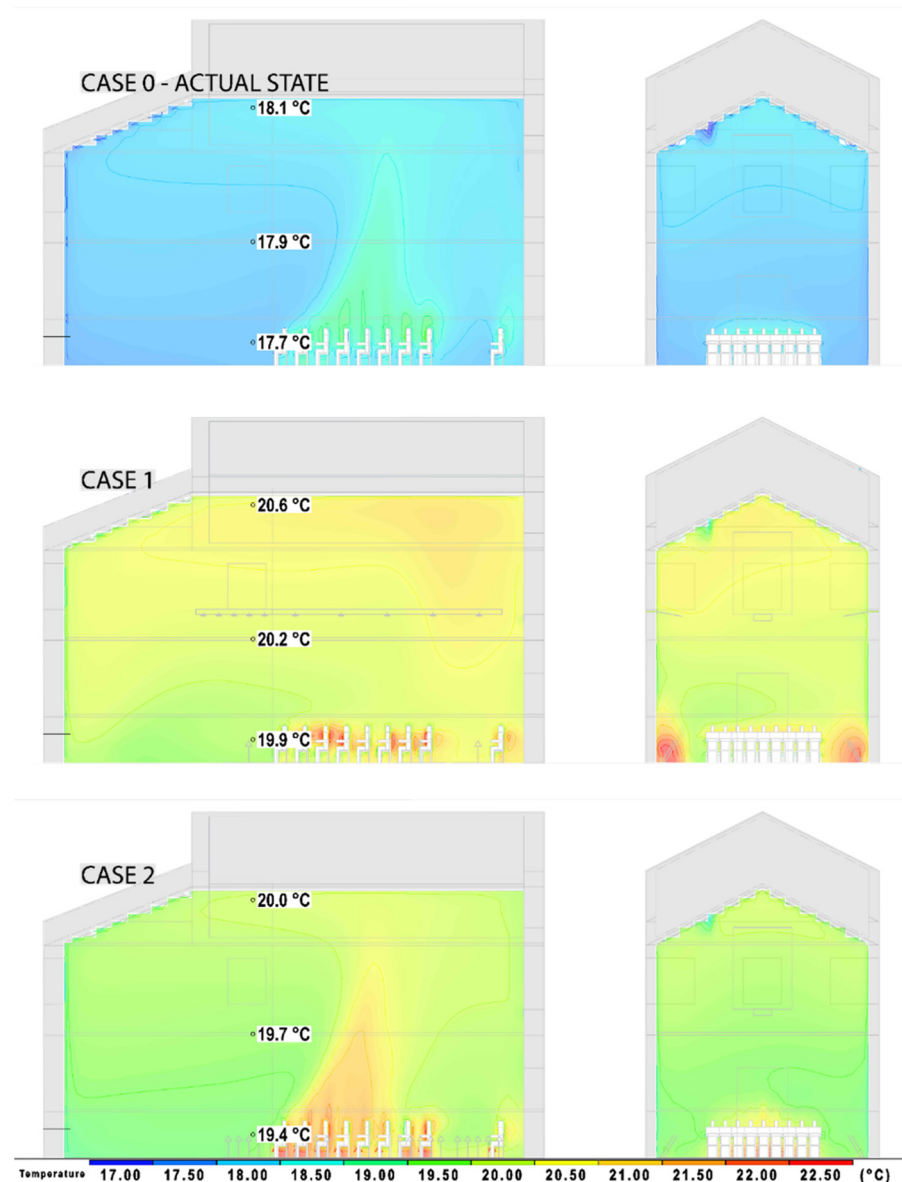 CASE 0 - ACTUAL STATE
18.1 °C
17.9 °C
17.7 °C
CASE 1
20.6 °C
20.2 °C
19.9 °C
CASE 2
20.0 °C
19.7 °C
19.4 °C
Temperature 17.00 17.50 18.00 18.50 19.00 19.50 20.00 20.50 21.00 21.50 22.00 22.50 (°C)